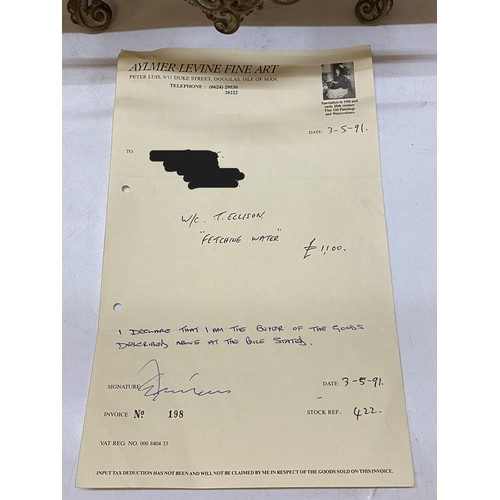 AYLMER-LEVINE FINE ART
PETER LUIS, 9/11 DUKE STREET, DOUGLAS, ISLE OF MAN.
TELEPHONE : (0624) 29530
28122
Specialists in 19th and
early 20th century
Fine Oil Paintings
and Watercolours
DATE: 3-5-91.
TO:
W/C. T. ELLISON.
"FETCHING WATER" £1,100.
I DECLARE THAT I AM THE BUYER OF THE GOODS
DESCRIBED ABOVE AT THE PRICE STATED.
SIGNATURE
DATE: 3-5-91.
INVOICE No 198
STOCK REF: 422.
VAT REG. NO. 000 8404 33
INPUT TAX DEDUCTION HAS NOT BEEN AND WILL NOT BE CLAIMED BY ME IN RESPECT OF THE GOODS SOLD ON THIS INVOICE.